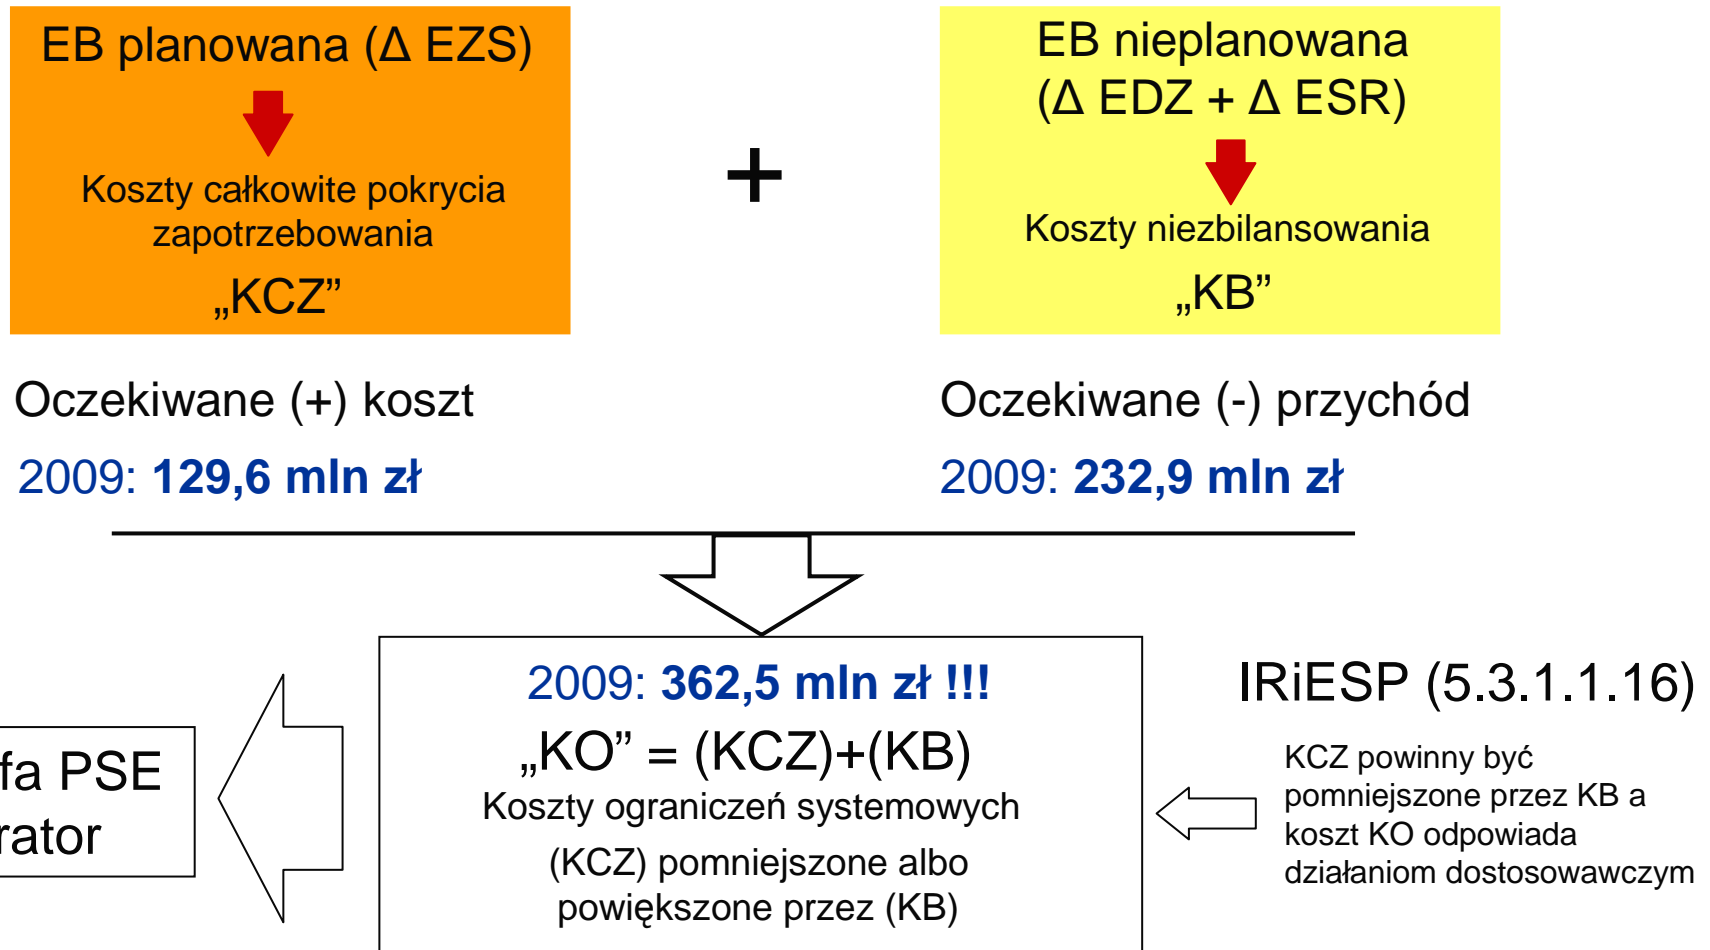 EB planowana (Δ EZS)
Koszty całkowite pokrycia
zapotrzebowania
„KCZ”
+
EB nieplanowana
(Δ EDZ + Δ ESR)
Koszty niezbilansowania
„KB”
Oczekiwane (+) koszt
2009: 129,6 mln zł
Oczekiwane (-) przychód
2009: 232,9 mln zł
2009: 362,5 mln zł !!!
„KO” = (KCZ)+(KB)
Koszty ograniczeń systemowych
(KCZ) pomniejszone albo
powiększone przez (KB)
fa PSE
rator
IRiESP (5.3.1.1.16)
KCZ powinny być
pomniejszone przez KB a
koszt KO odpowiada
działaniom dostosowawczym